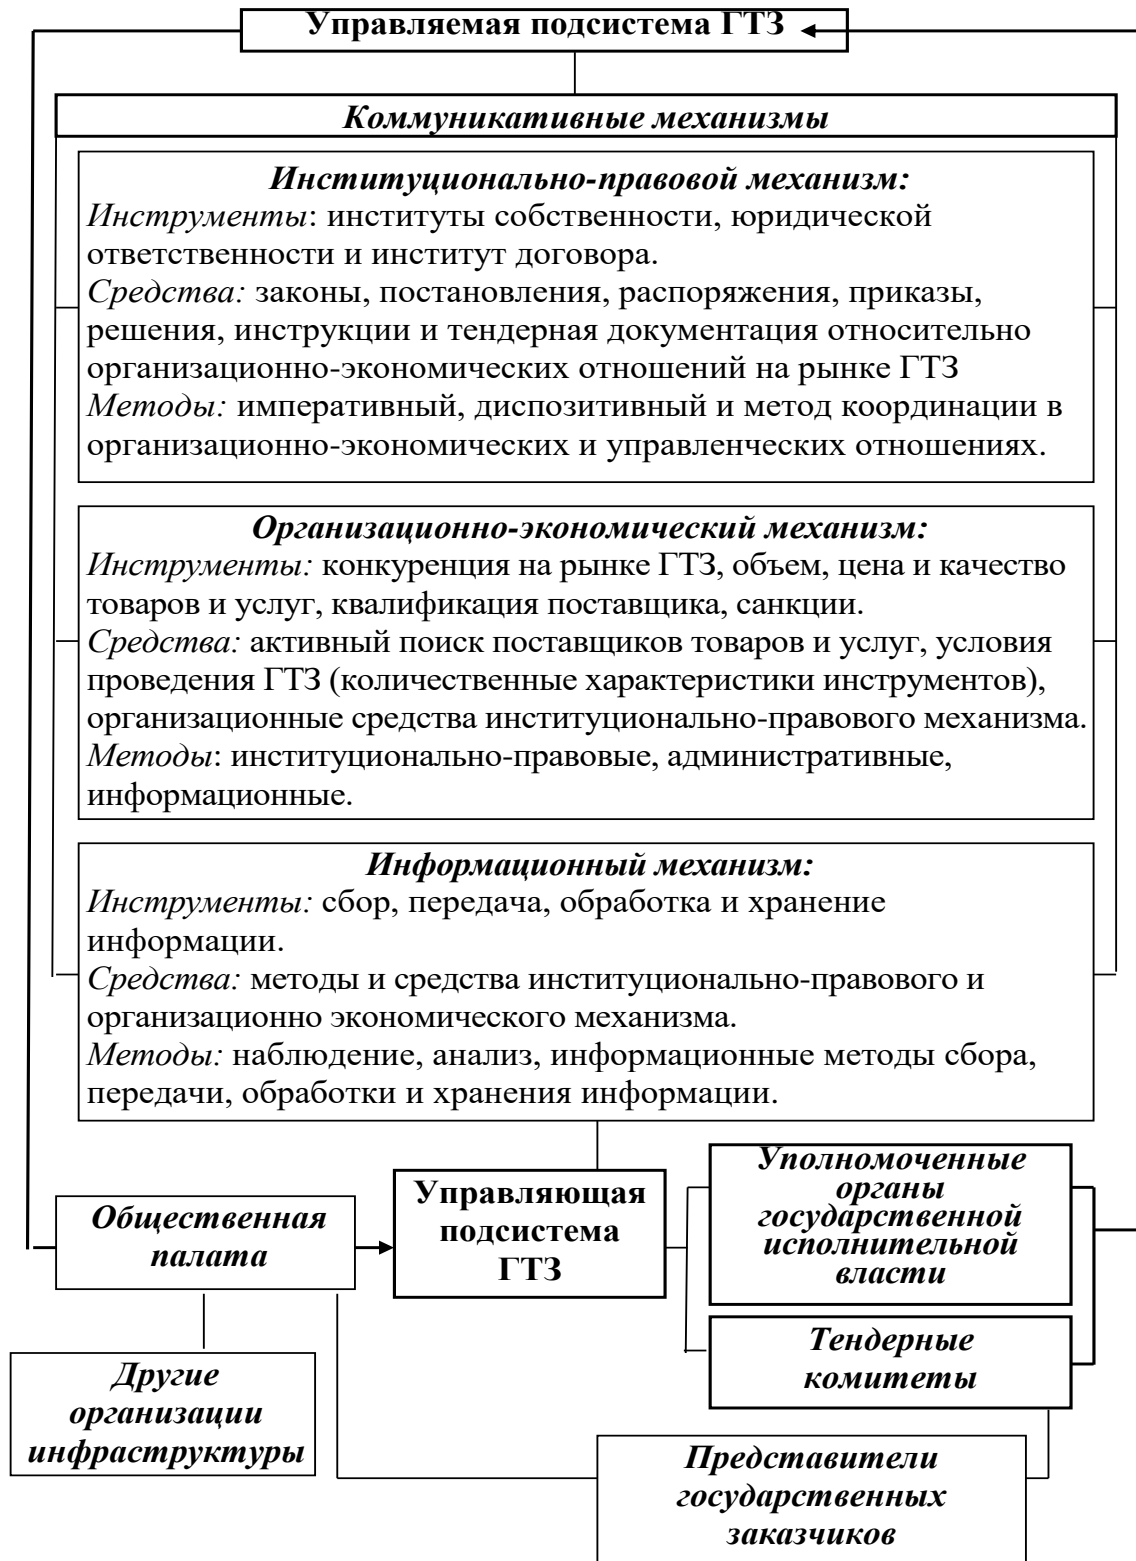 Управляемая подсистема ГТЗ
Коммуникативные механизмы
Институционально-правовой механизм:
Инструменты: институты собственности, юридической
ответственности и институт договора.
Средства: законы, постановления, распоряжения, приказы,
решения, инструкции и тендерная документация относительно
организационно-экономических отношений на рынке ГТЗ
Методы: императивный, диспозитивный и метод координации в
организационно-экономических и управленческих отношениях.
Организационно-экономический механизм:
Инструменты: конкуренция на рынке ГТЗ, объем, цена и качество
товаров и услуг, квалификация поставщика, санкции.
Средства: активный поиск поставщиков товаров и услуг, условия
проведения ГТЗ (количественные характеристики инструментов),
организационные средства институционально-правового механизма.
Методы: институционально-правовые, административные,
информационные.
Информационный механизм:
Инструменты: сбор, передача, обработка и хранение
информации.
Средства: методы и средства институционально-правового и
организационно экономического механизма.
Методы: наблюдение, анализ, информационные методы сбора,
передачи, обработки и хранения информации.
Общественная
палата
Управляющая
подсистема
ГТЗ
Уполномоченные
органы
государственной
исполнительной
власти
Тендерные
комитеты
Другие
организации
инфраструктуры
Представители
государственных
заказчиков